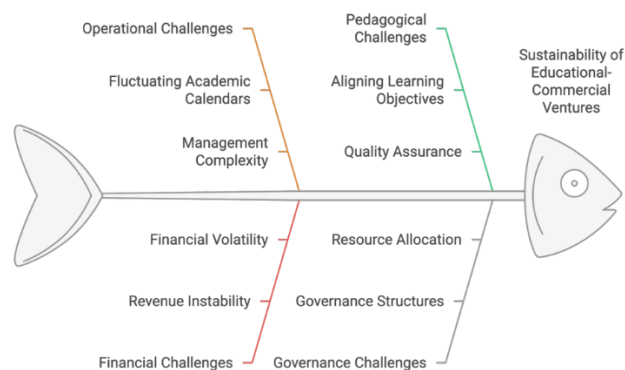 Operational Challenges
Fluctuating Academic
Calendars
Management
Complexity
Pedagogical
Challenges
Aligning Learning
Objectives
Quality Assurance
Sustainability of
Educational-
Commercial
Ventures
Financial Volatility
Revenue Instability
Financial Challenges
Resource Allocation
Governance Structures
Governance Challenges